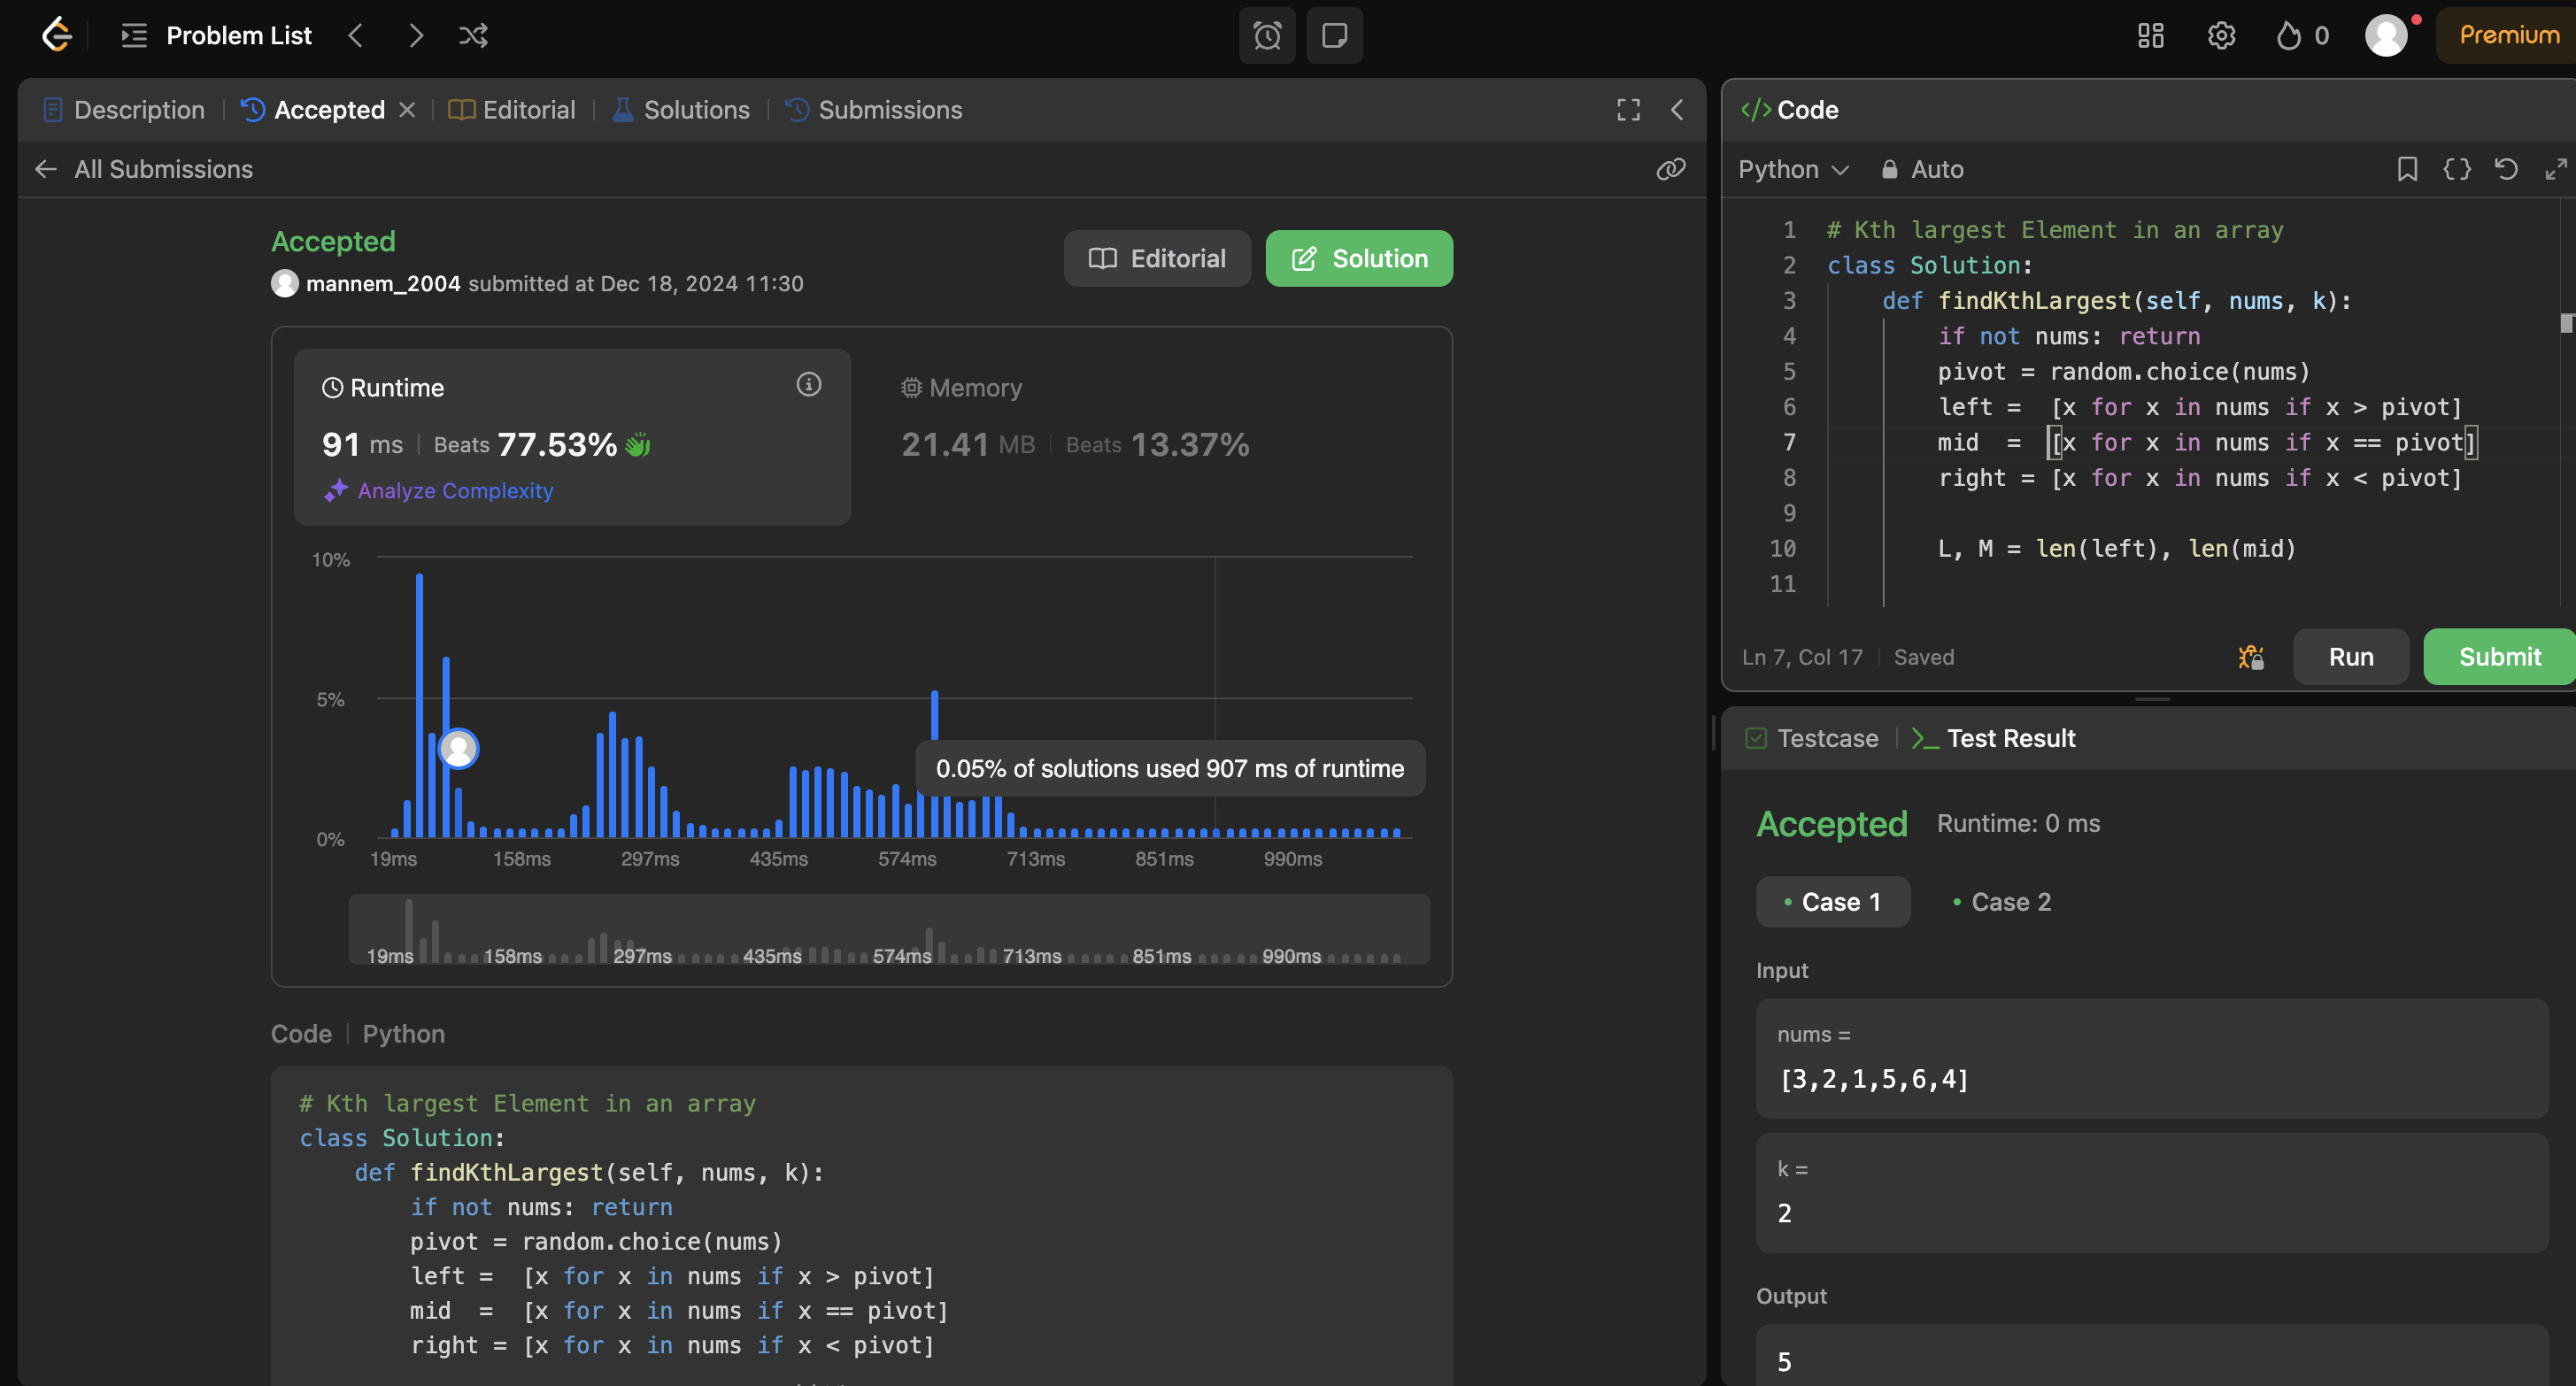 Problem List
0
Premium
Description
Accepted
Editorial
Solutions
Submissions
All Submissions
Accepted
mannem_2004 submitted at Dec 18, 2024 11:30
Editorial
Solution
Runtime
91 ms | Beats 77.53%
Analyze Complexity
Memory
21.41 MB | Beats 13.37%
10%
5%
0%
0.05% of solutions used 907 ms of runtime
19ms 158ms 297ms 435ms 574ms 713ms 851ms 990ms
19ms 158ms 297ms 435ms 574ms 713ms 851ms 990ms
Code | Python
# Kth largest Element in an array
class Solution:
    def findKthLargest(self, nums, k):
        if not nums: return
        pivot = random.choice(nums)
        left =  [x for x in nums if x > pivot]
        mid  =  [x for x in nums if x == pivot]
        right = [x for x in nums if x < pivot]
</> Code
Python
Auto
1 # Kth largest Element in an array
2 class Solution:
3     def findKthLargest(self, nums, k):
4         if not nums: return
5         pivot = random.choice(nums)
6         left =  [x for x in nums if x > pivot]
7         mid  =  [x for x in nums if x == pivot]
8         right = [x for x in nums if x < pivot]
9
10         L, M = len(left), len(mid)
11
Ln 7, Col 17 | Saved
Run
Submit
Testcase
Test Result
Accepted
Runtime: 0 ms
Case 1
Case 2
Input
nums =
[3,2,1,5,6,4]
k =
2
Output
5